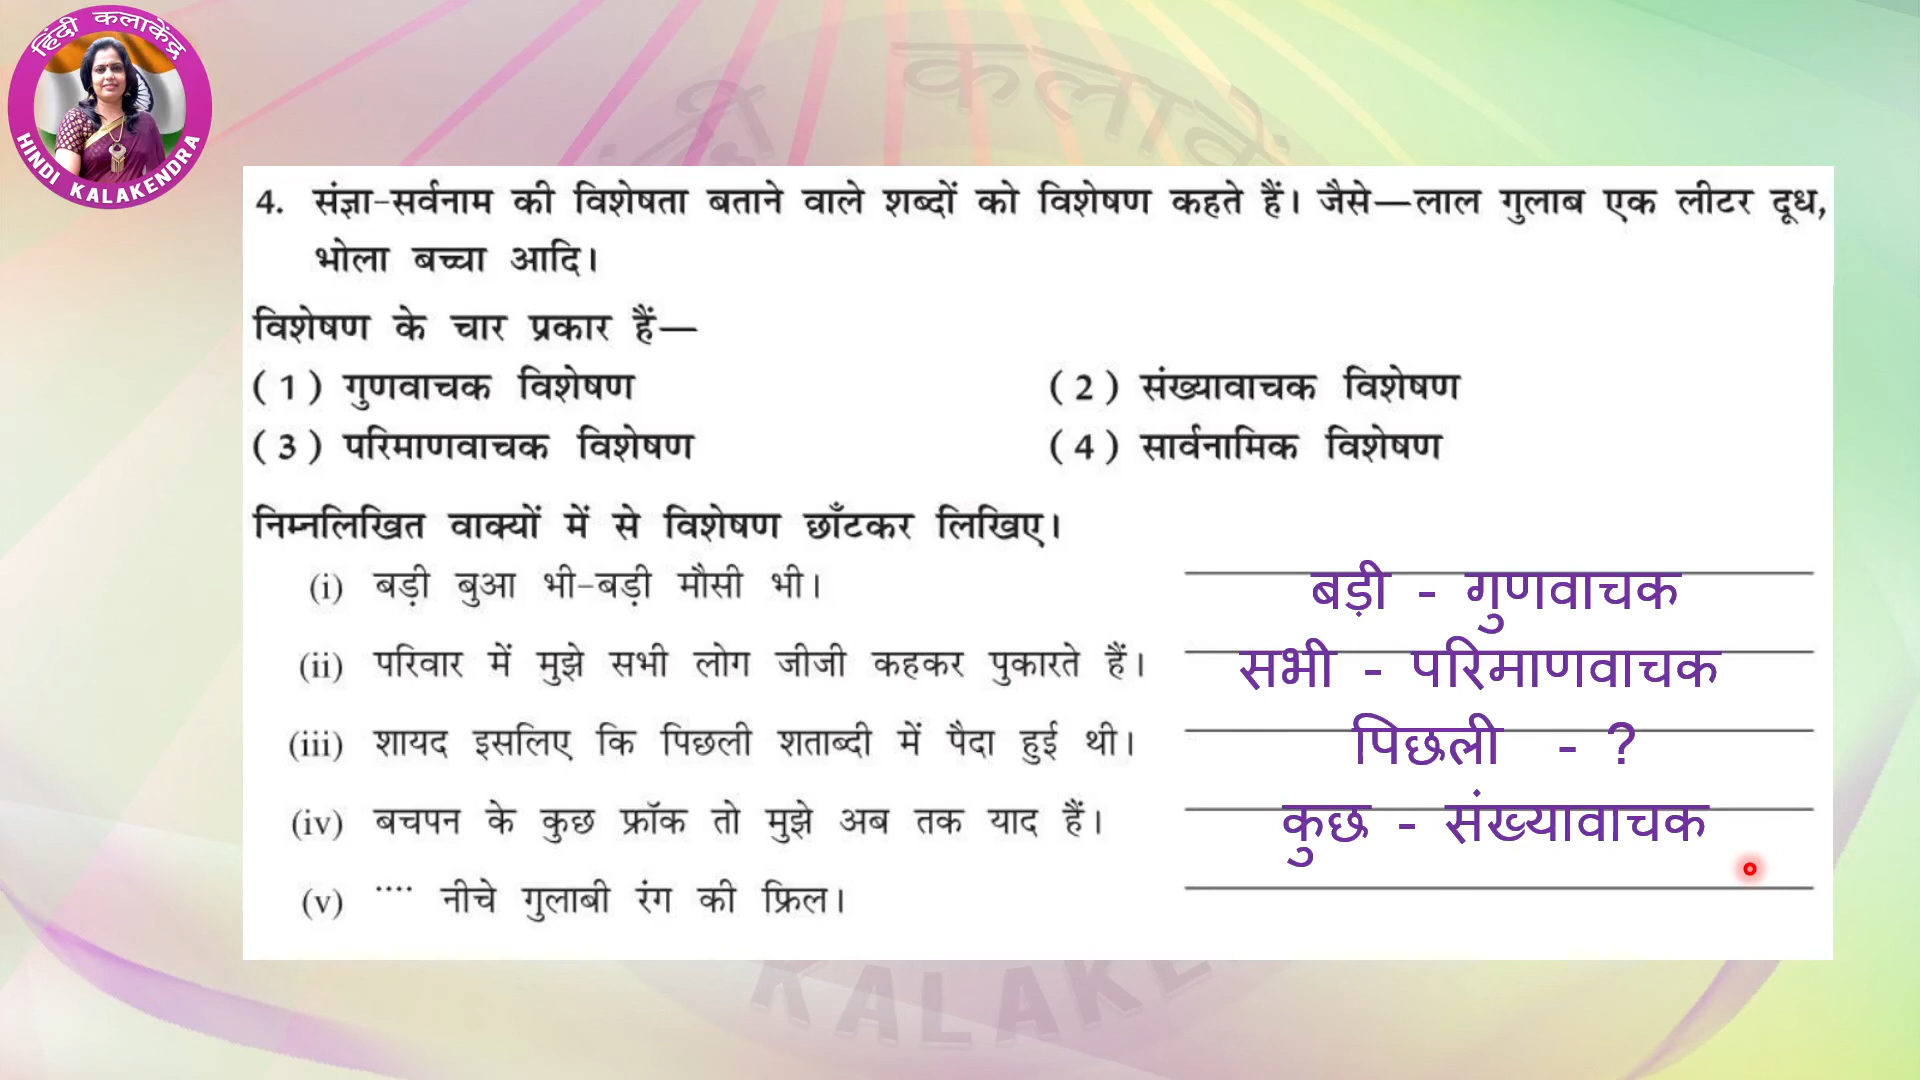 हिंदी कलाकेंद्र
HINDI KALAKENDRA
4. संज्ञा-सर्वनाम की विशेषता बताने वाले शब्दों को विशेषण कहते हैं। जैसे—लाल गुलाब एक लीटर दूध,
भोला बच्चा आदि।
विशेषण के चार प्रकार हैं—
(1) गुणवाचक विशेषण (2) संख्यावाचक विशेषण
(3) परिमाणवाचक विशेषण (4) सार्वनामिक विशेषण
निम्नलिखित वाक्यों में से विशेषण छाँटकर लिखिए।
(i) बड़ी बुआ भी-बड़ी मौसी भी। बड़ी - गुणवाचक
(ii) परिवार में मुझे सभी लोग जीजी कहकर पुकारते हैं। सभी - परिमाणवाचक
(iii) शायद इसलिए कि पिछली शताब्दी में पैदा हुई थी। पिछली - ?
(iv) बचपन के कुछ फ्रॉक तो मुझे अब तक याद हैं। कुछ - संख्यावाचक
(v) .... नीचे गुलाबी रंग की फ्रिल।